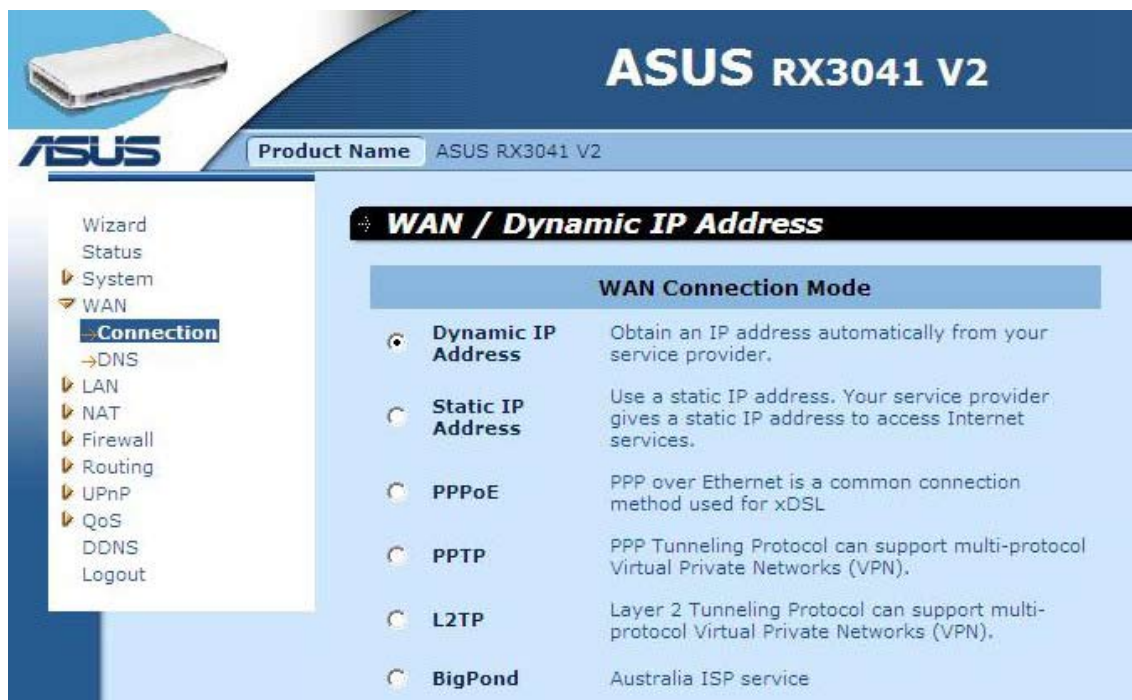 ASUS RX3041 V2
ASUS
Product Name ASUS RX3041 V2
Wizard
Status
System
WAN
→Connection
→DNS
LAN
NAT
Firewall
Routing
UPnP
QoS
DDNS
Logout
WAN / Dynamic IP Address
WAN Connection Mode
Dynamic IP
Address
Obtain an IP address automatically from your
service provider.
Static IP
Address
Use a static IP address. Your service provider
gives a static IP address to access Internet
services.
PPPoE
PPP over Ethernet is a common connection
method used for xDSL
PPTP
PPP Tunneling Protocol can support multi-protocol
Virtual Private Networks (VPN).
L2TP
Layer 2 Tunneling Protocol can support multi-
protocol Virtual Private Networks (VPN).
BigPond
Australia ISP service